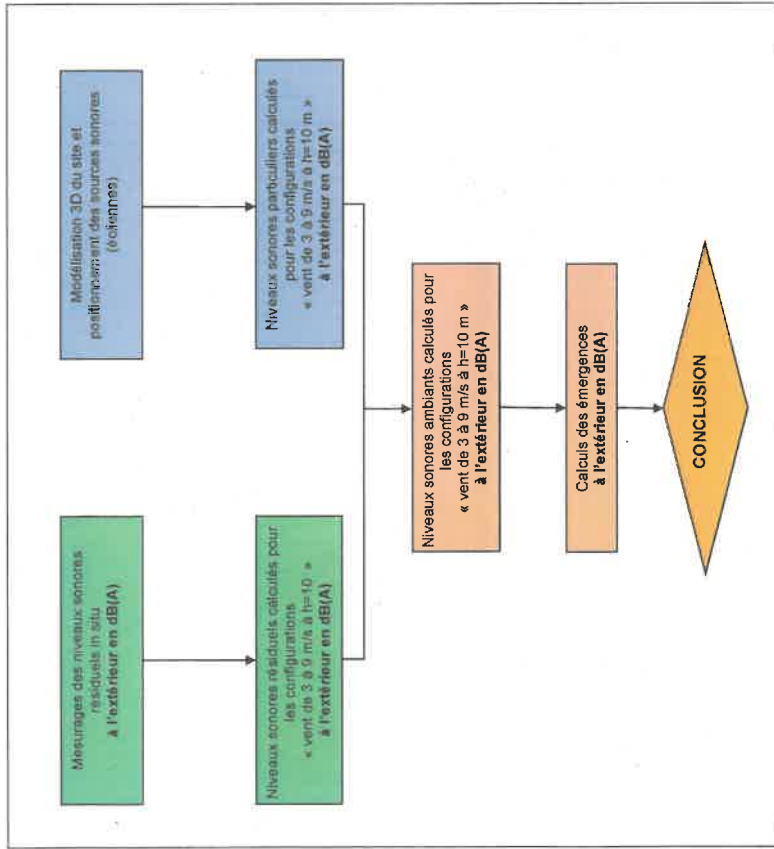 Mesurages des niveaux sonores
résiduels in situ
à l'extérieur en dB(A)
Modélisation 3D du site et
positionnement des sources sonores
(éoliennes)
Niveaux sonores résiduels calculés pour
les configurations
« vent de 3 à 9 m/s à h=10 »
à l'extérieur en dB(A)
Niveaux sonores particuliers calculés
pour les configurations
« vent de 3 à 9 m/s à h=10 m »
à l'extérieur en dB(A)
Niveaux sonores ambiants calculés pour
les configurations
« vent de 3 à 9 m/s à h=10 m »
à l'extérieur en dB(A)
Calculs des émergences
à l'extérieur en dB(A)
CONCLUSION